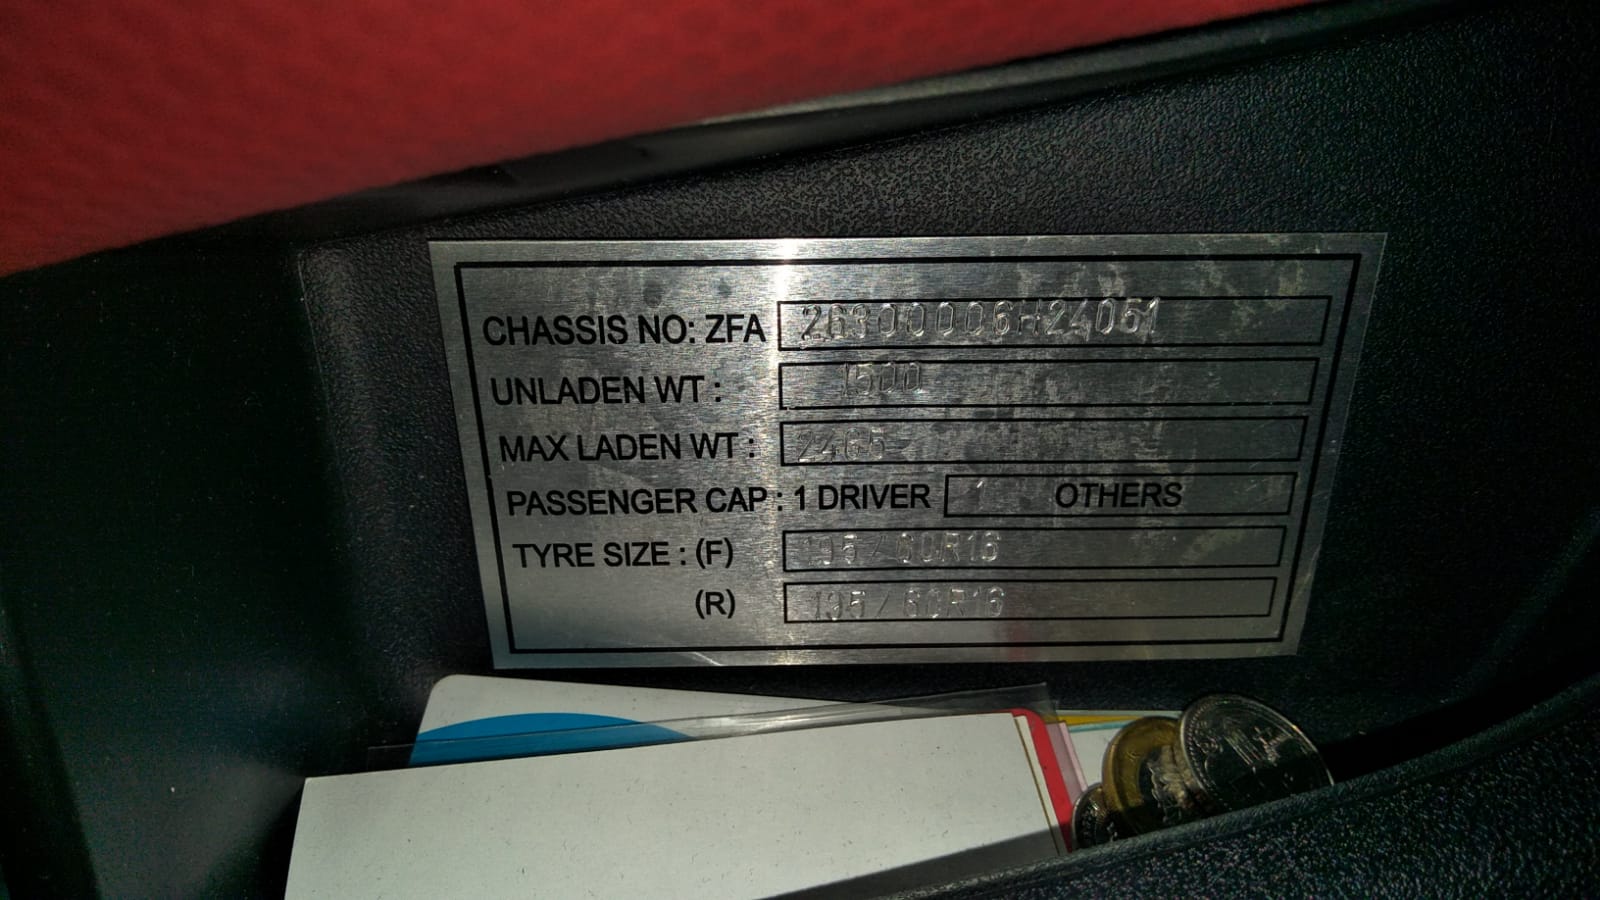 CHASSIS NO: ZFA 26300006H24051
UNLADEN WT : 1500
MAX LADEN WT : 2465
PASSENGER CAP : 1 DRIVER 1 OTHERS
TYRE SIZE : (F) 195/60R16
(R) 195/60R16